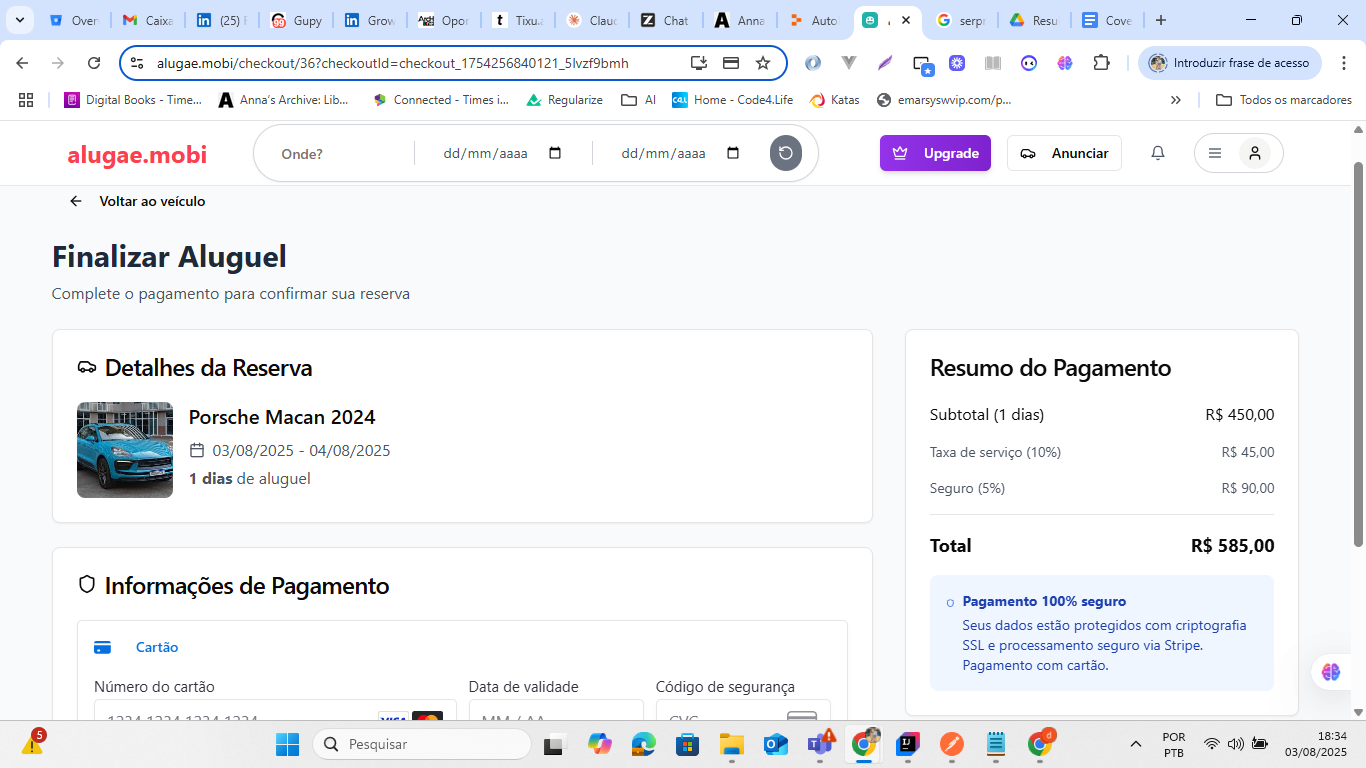 Over
Caixa
(25)
Gupy
Grow
Opor
Tixu.a
Clauc
Chat
Anna
Auto
serp
Resu
Cove
alugae.mobi/checkout/36?checkoutId=checkout_1754256840121_5lvzf9bmh
Introduzir frase de acesso
Digital Books - Time...
Anna's Archive: Lib...
Connected - Times i...
Regularize
AI
Home - Code4.Life
Katas
emarsyswvip.com/p...
Todos os marcadores
alugae.mobi
Onde?
dd/mm/aaaa
dd/mm/aaaa
Upgrade
Anunciar
Voltar ao veículo
Finalizar Aluguel
Complete o pagamento para confirmar sua reserva
Detalhes da Reserva
Porsche Macan 2024
03/08/2025 - 04/08/2025
1 dias de aluguel
Resumo do Pagamento
Subtotal (1 dias) R$ 450,00
Taxa de serviço (10%) R$ 45,00
Seguro (5%) R$ 90,00
Total R$ 585,00
Pagamento 100% seguro
Seus dados estão protegidos com criptografia
SSL e processamento seguro via Stripe.
Pagamento com cartão.
Informações de Pagamento
Cartão
Número do cartão
Data de validade
Código de segurança
1234 1234 1234 1234
VISA
MM / AA
CVC
5
Pesquisar
POR
PTB
18:34
03/08/2025